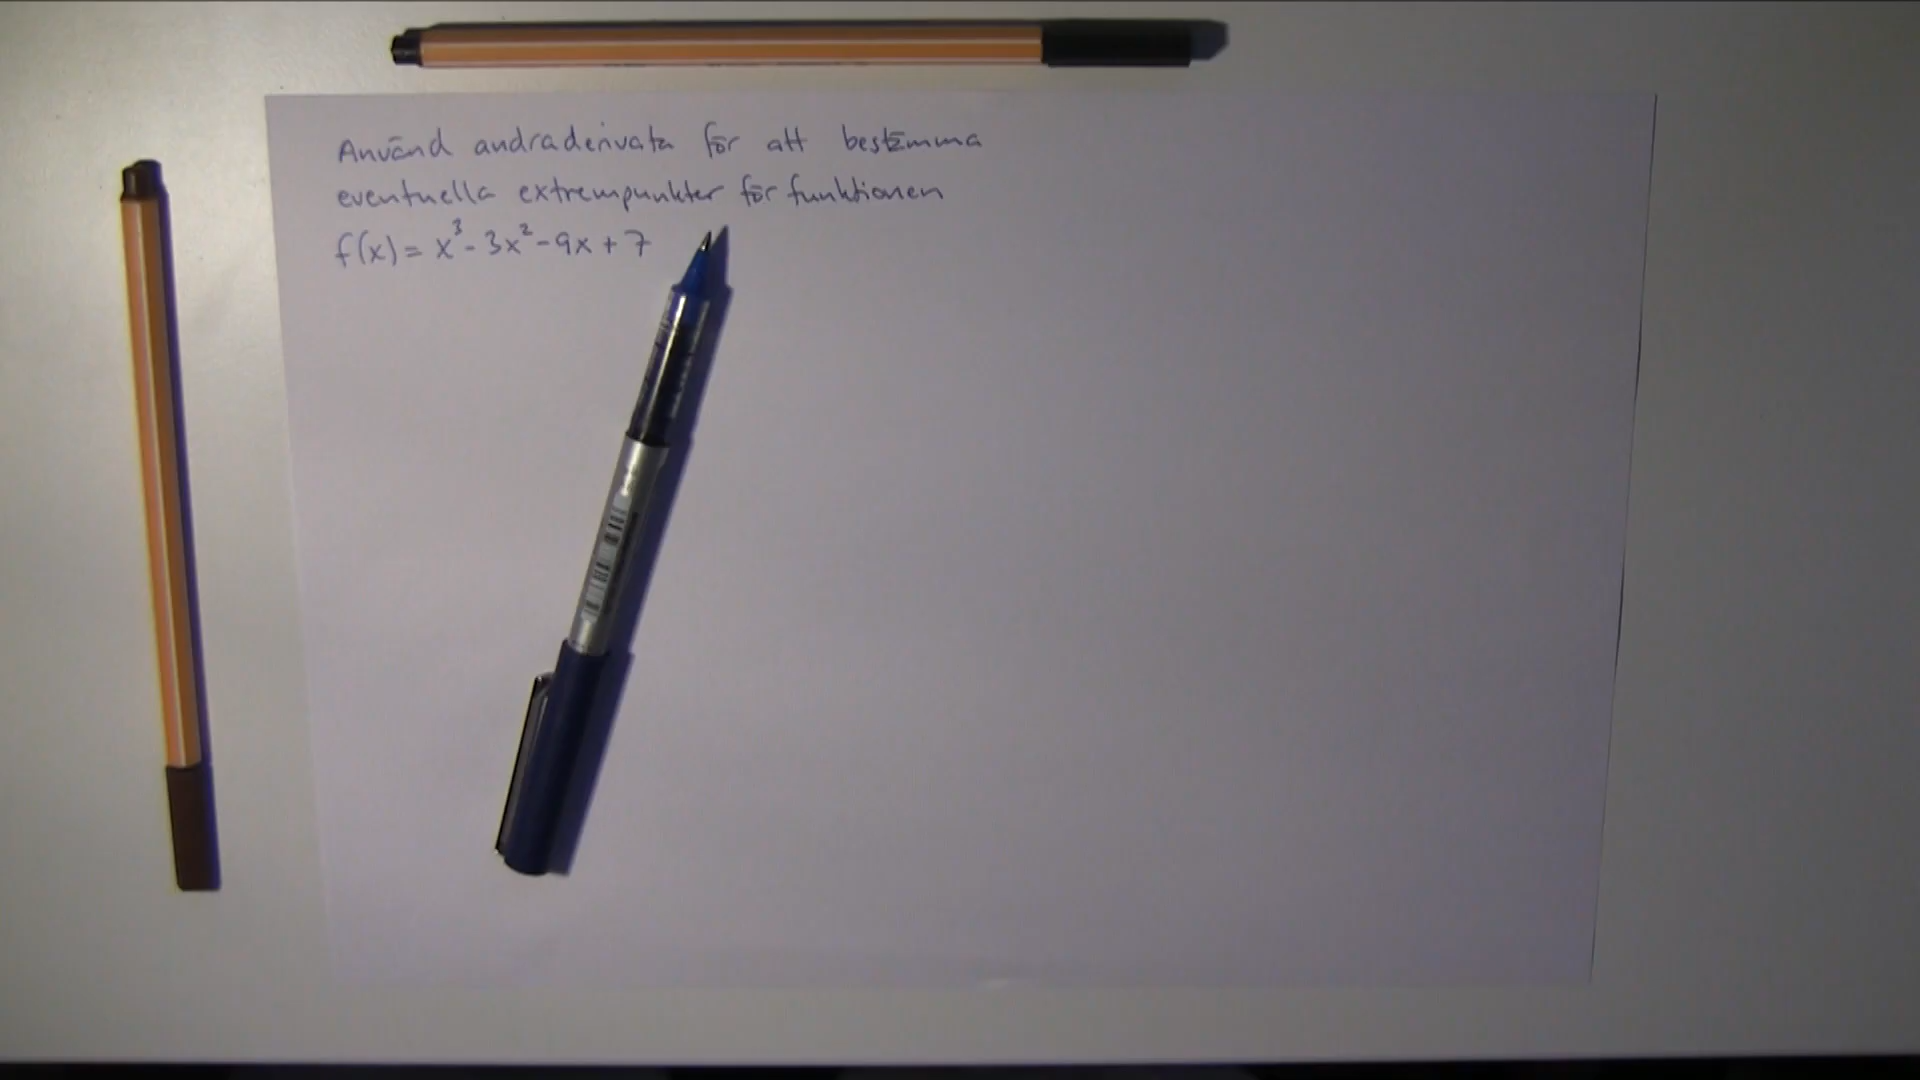 Använd andraderivata för att bestämma
eventuella extrempunkter för funktionen
f(x) = x³ - 3x² - 9x + 7